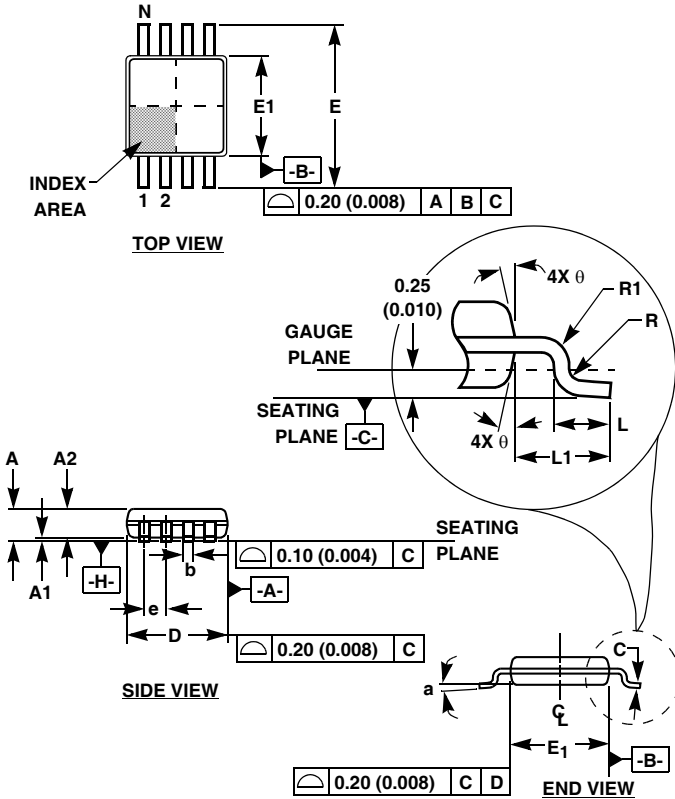 N
E1
E
-B-
INDEX
AREA
1 2
0.20 (0.008) A B C
TOP VIEW
0.25
(0.010)
4X θ
R1
R
GAUGE
PLANE
SEATING
PLANE
-C-
4X θ
L
L1
A A2
SEATING
PLANE
A1
-H-
b
0.10 (0.004) C
-A-
e
D
0.20 (0.008) C
SIDE VIEW
C
a
CL
E1
-B-
0.20 (0.008) C D
END VIEW